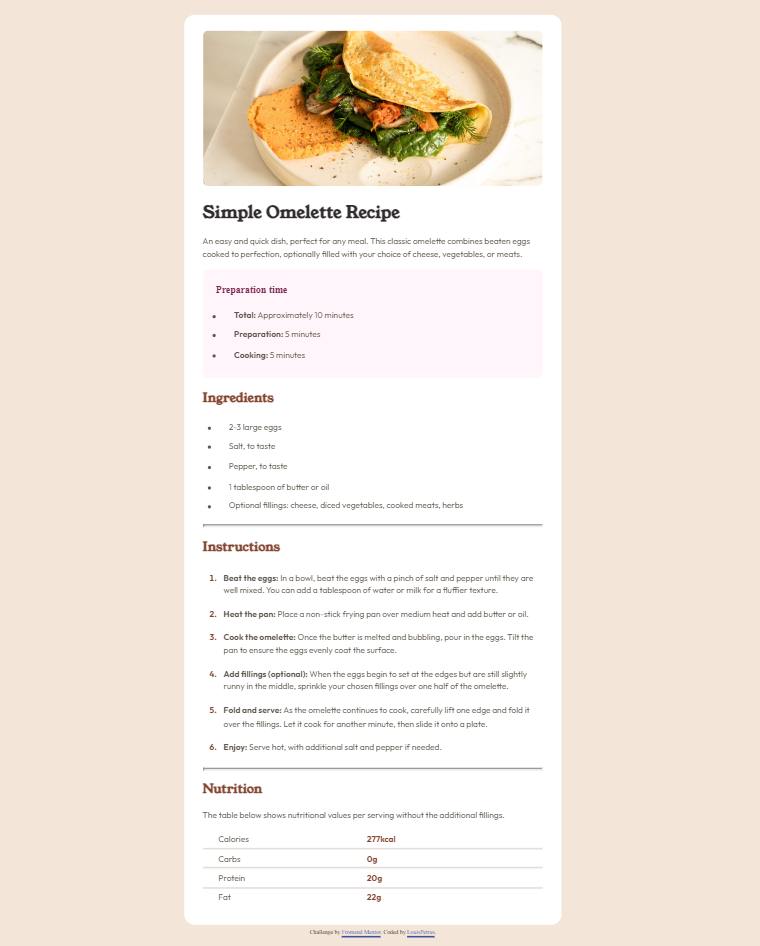 Simple Omelette Recipe
An easy and quick dish, perfect for any meal. This classic omelette combines beaten eggs
cooked to perfection, optionally filled with your choice of cheese, vegetables, or meats.
Preparation time
• Total: Approximately 10 minutes
• Preparation: 5 minutes
• Cooking: 5 minutes
Ingredients
• 2-3 large eggs
• Salt, to taste
• Pepper, to taste
• 1 tablespoon of butter or oil
• Optional fillings: cheese, diced vegetables, cooked meats, herbs
Instructions
1. Beat the eggs: In a bowl, beat the eggs with a pinch of salt and pepper until they are
well mixed. You can add a tablespoon of water or milk for a fluffier texture.
2. Heat the pan: Place a non-stick frying pan over medium heat and add butter or oil.
3. Cook the omelette: Once the butter is melted and bubbling, pour in the eggs. Tilt the
pan to ensure the eggs evenly coat the surface.
4. Add fillings (optional): When the eggs begin to set at the edges but are still slightly
runny in the middle, sprinkle your chosen fillings over one half of the omelette.
5. Fold and serve: As the omelette continues to cook, carefully lift one edge and fold it
over the fillings. Let it cook for another minute, then slide it onto a plate.
6. Enjoy: Serve hot, with additional salt and pepper if needed.
Nutrition
The table below shows nutritional values per serving without the additional fillings.
Calories 277kcal
Carbs 0g
Protein 20g
Fat 22g
Challenge by Frontend Mentor. Coded by LouisPetrus.